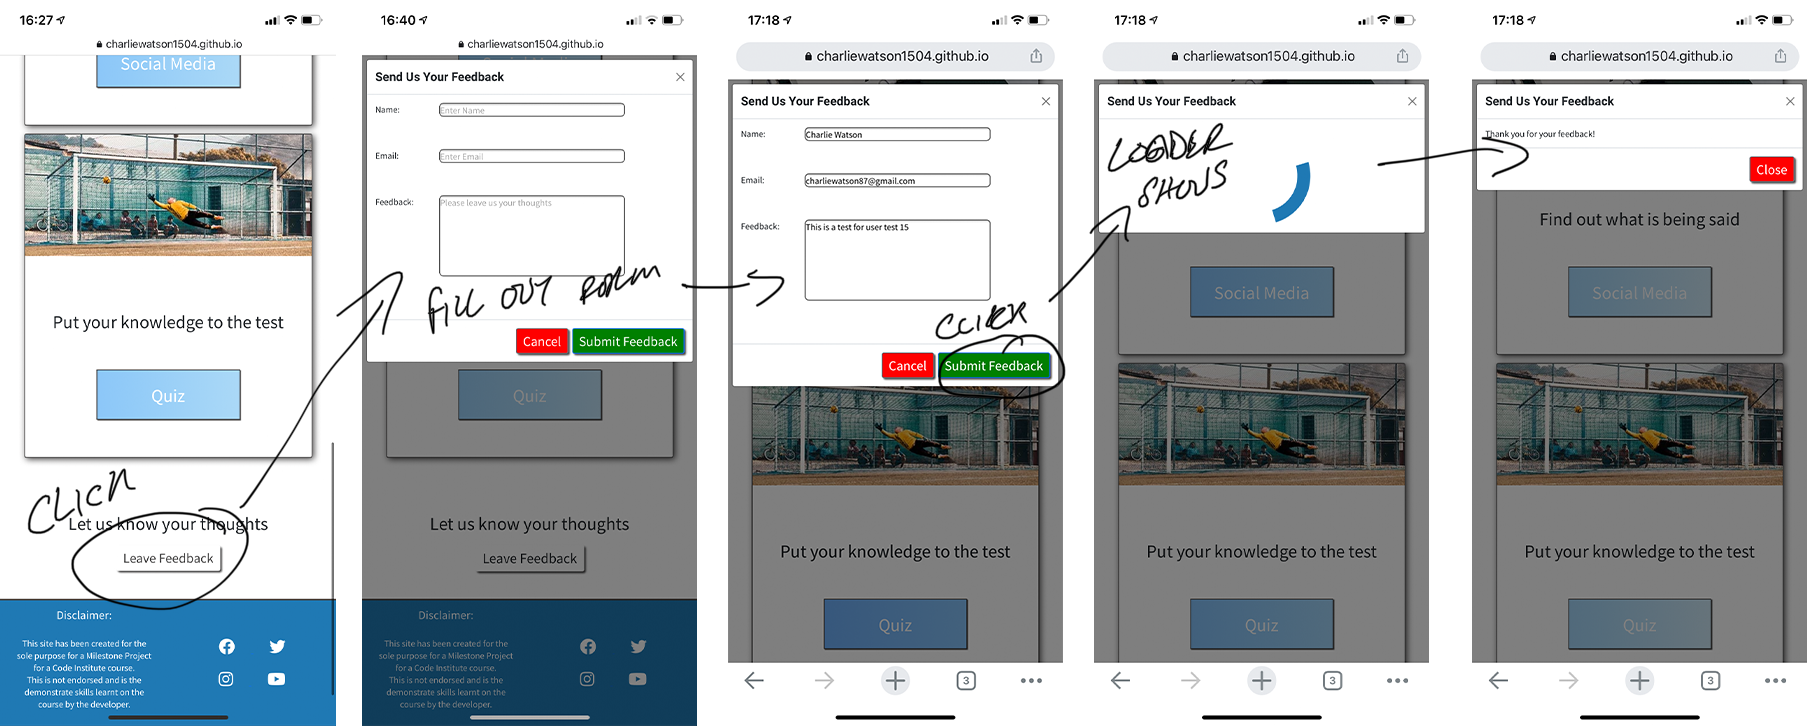 16:27
charliewatson1504.github.io
Social Media
Put your knowledge to the test
Quiz
CLICK
Let us know your thoughts
Leave Feedback
Disclaimer:
This site has been created for the
sole purpose for a Milestone Project
for a Code Institute course.
This is not endorsed and is the
demonstrate skills learnt on the
course by the developer.
16:40
charliewatson1504.github.io
Send Us Your Feedback
Name:
Enter Name
Email:
Enter Email
Feedback:
Please leave us your thoughts
FILL OUT FORM
Cancel
Submit Feedback
Quiz
Let us know your thoughts
Leave Feedback
Disclaimer:
This site has been created for the
sole purpose for a Milestone Project
for a Code Institute course.
This is not endorsed and is the
demonstrate skills learnt on the
course by the developer.
17:18
charliewatson1504.github.io
Send Us Your Feedback
Name:
Charlie Watson
Email:
charliewatson87@gmail.com
Feedback:
This is a test for user test 15
CLICK
Cancel
Submit Feedback
Put your knowledge to the test
Quiz
3
17:18
charliewatson1504.github.io
Send Us Your Feedback
LOADER
SHOWS
Social Media
Put your knowledge to the test
Quiz
3
17:18
charliewatson1504.github.io
Send Us Your Feedback
Thank you for your feedback!
Close
Find out what is being said
Social Media
Put your knowledge to the test
Quiz
3